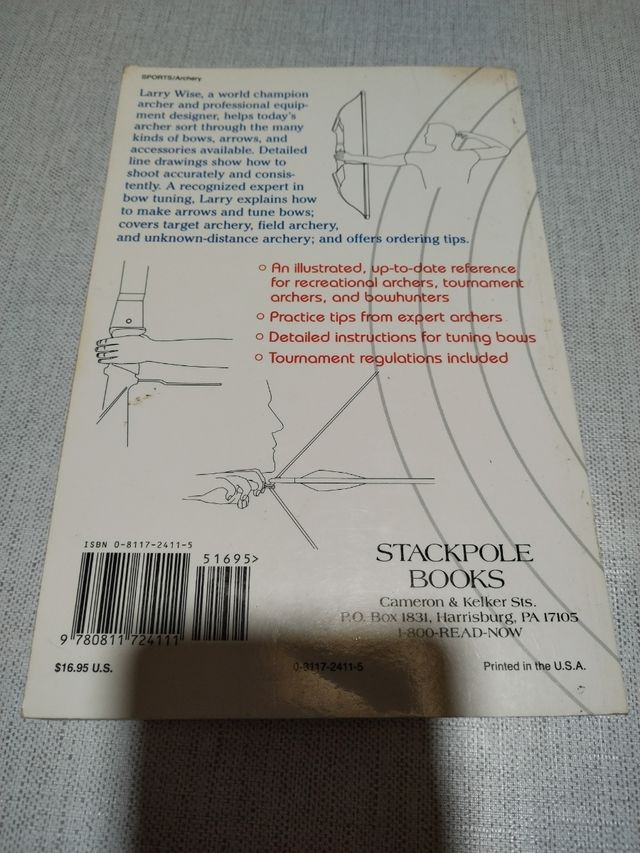 SPORTS/Archery
Larry Wise, a world champion
archer and professional equip-
ment designer, helps today's
archer sort through the many
kinds of bows, arrows, and
accessories available. Detailed
line drawings show how to
shoot accurately and consis-
tently. A recognized expert in
bow tuning, Larry explains how
to make arrows and tune bows;
covers target archery, field archery,
and unknown-distance archery; and offers ordering tips.
An illustrated, up-to-date reference
for recreational archers, tournament
archers, and bowhunters
Practice tips from expert archers
Detailed instructions for tuning bows
Tournament regulations included
ISBN 0-8117-2411-5
51695>
9 780811 724111
STACKPOLE
BOOKS
Cameron & Kelker Sts.
P.O. Box 1831, Harrisburg, PA 17105
1-800-READ-NOW
$16.95 U.S.
0-8117-2411-5
Printed in the U.S.A.